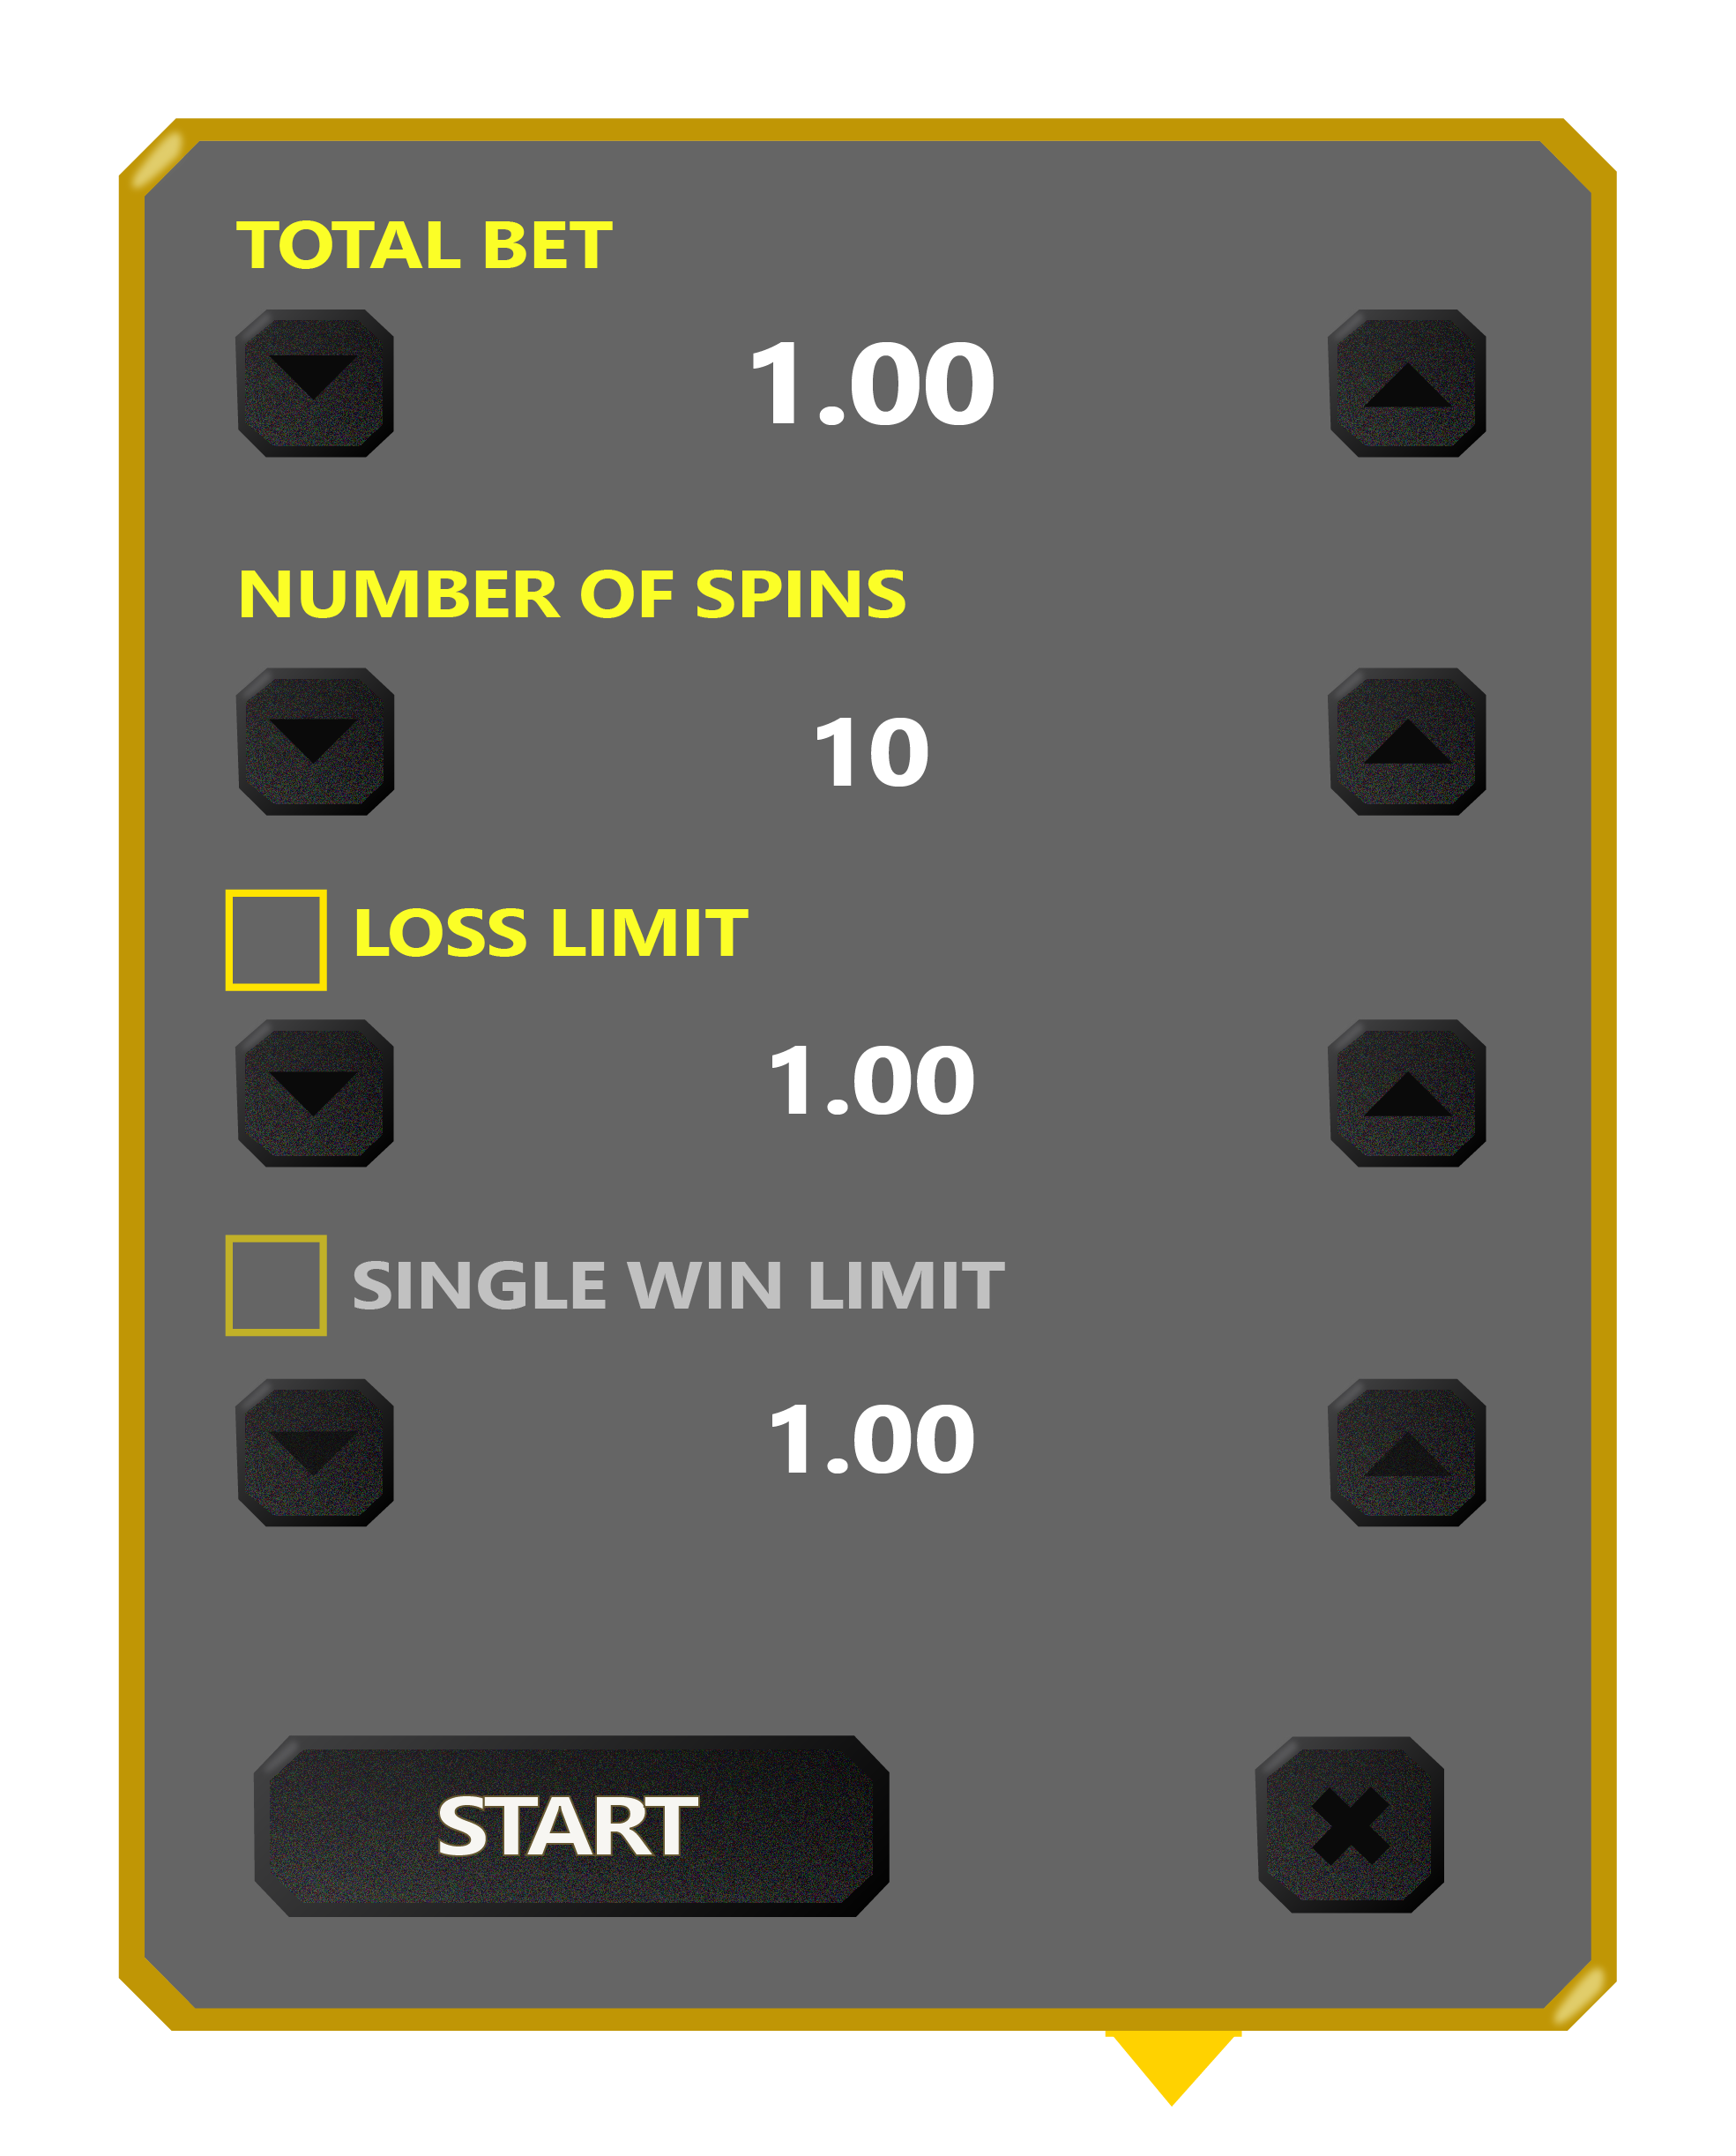 TOTAL BET
1.00
NUMBER OF SPINS
10
LOSS LIMIT
1.00
SINGLE WIN LIMIT
1.00
START